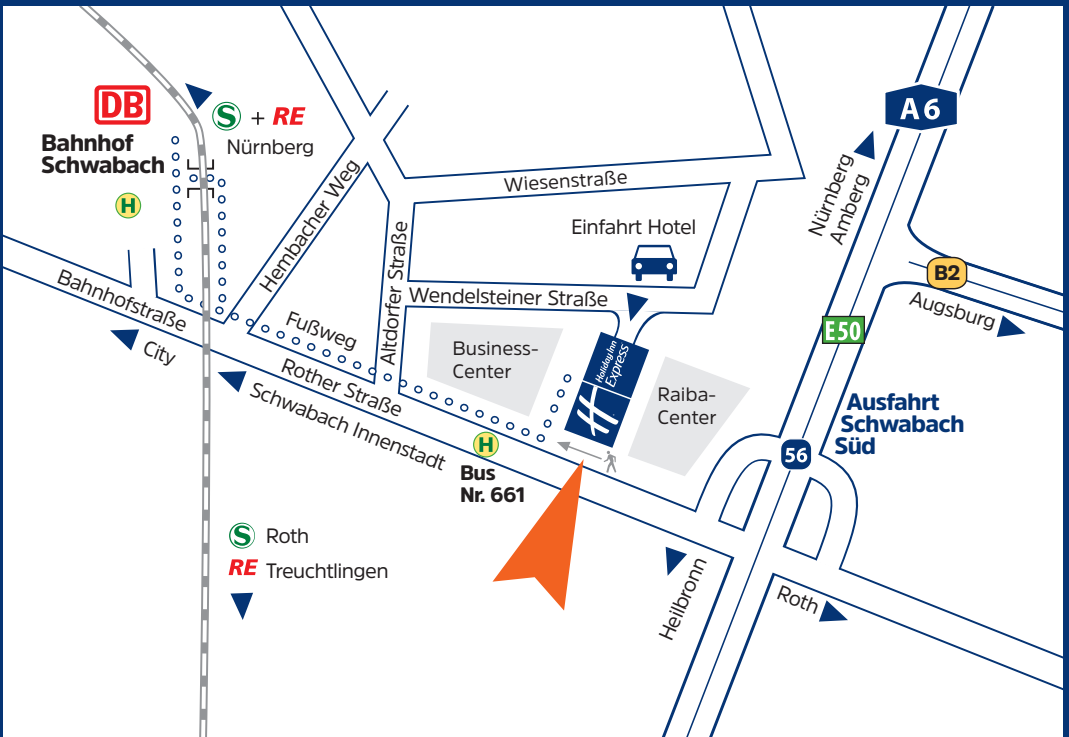 DB
Bahnhof
Schwabach
H
S + RE
Nürnberg
A 6
Nürnberg
Amberg
B2
Augsburg
E50
Wiesenstraße
Einfahrt Hotel
Hembacher Weg
Altdorfer Straße
Wendelsteiner Straße
Bahnhofstraße
City
Fußweg
Rother Straße
Schwabach Innenstadt
Business-
Center
Holiday Inn
Express
H
Raiba-
Center
Ausfahrt
Schwabach
Süd
56
H
Bus
Nr. 661
S Roth
RE Treuchtlingen
Heilbronn
Roth